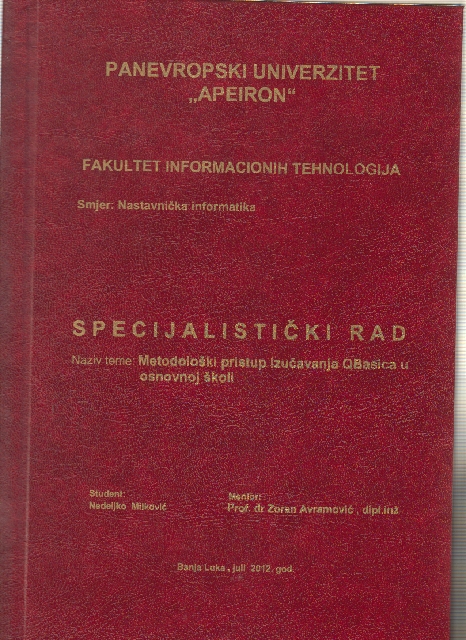 PANEVROPSKI UNIVERZITET
„APEIRON“
FAKULTET INFORMACIONIH TEHNOLOGIJA
Smjer: Nastavnička informatika
SPECIJALISTIČKI RAD
Naziv teme: Metodološki pristup izučavanja QBasica u
osnovnoj školi
Student:
Nedeljko Milković
Mentor:
Prof. dr Zoran Avramović , dipl.inž
Banja Luka , juli 2012. god.